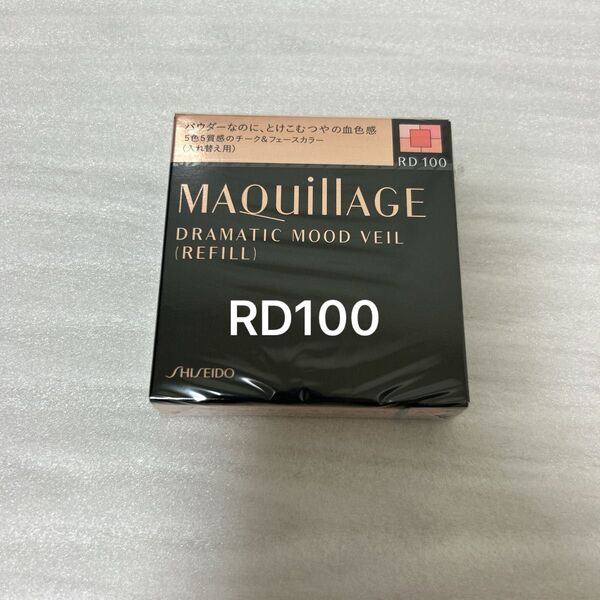 パウダーなのに、とけこむつやの血色感
5色5質感のチーク&フェースカラー
(入れ替え用)
RD 100
MAQuillAGE
DRAMATIC MOOD VEIL
(REFILL)
RD100
SHISEIDO